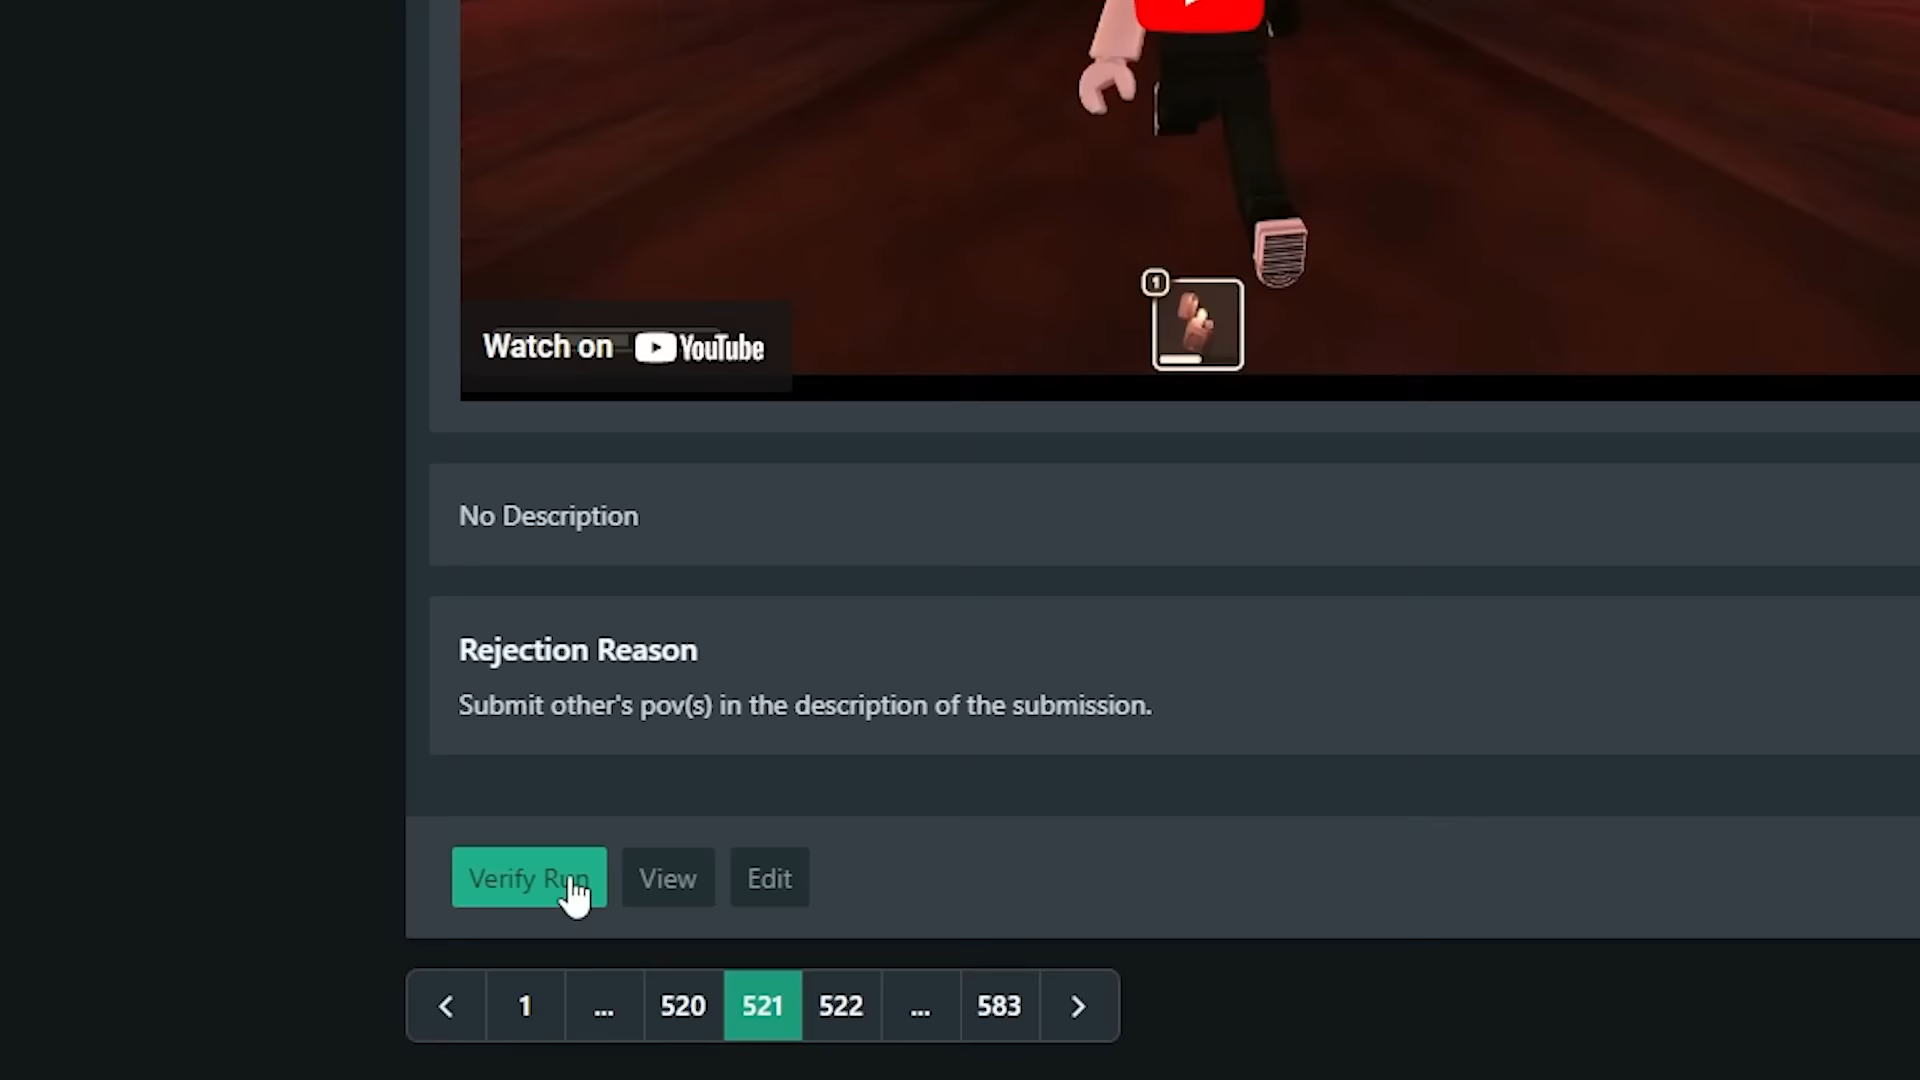 1
Watch on YouTube
No Description
Rejection Reason
Submit other's pov(s) in the description of the submission.
Verify Run View Edit
1 ... 520 521 522 ... 583